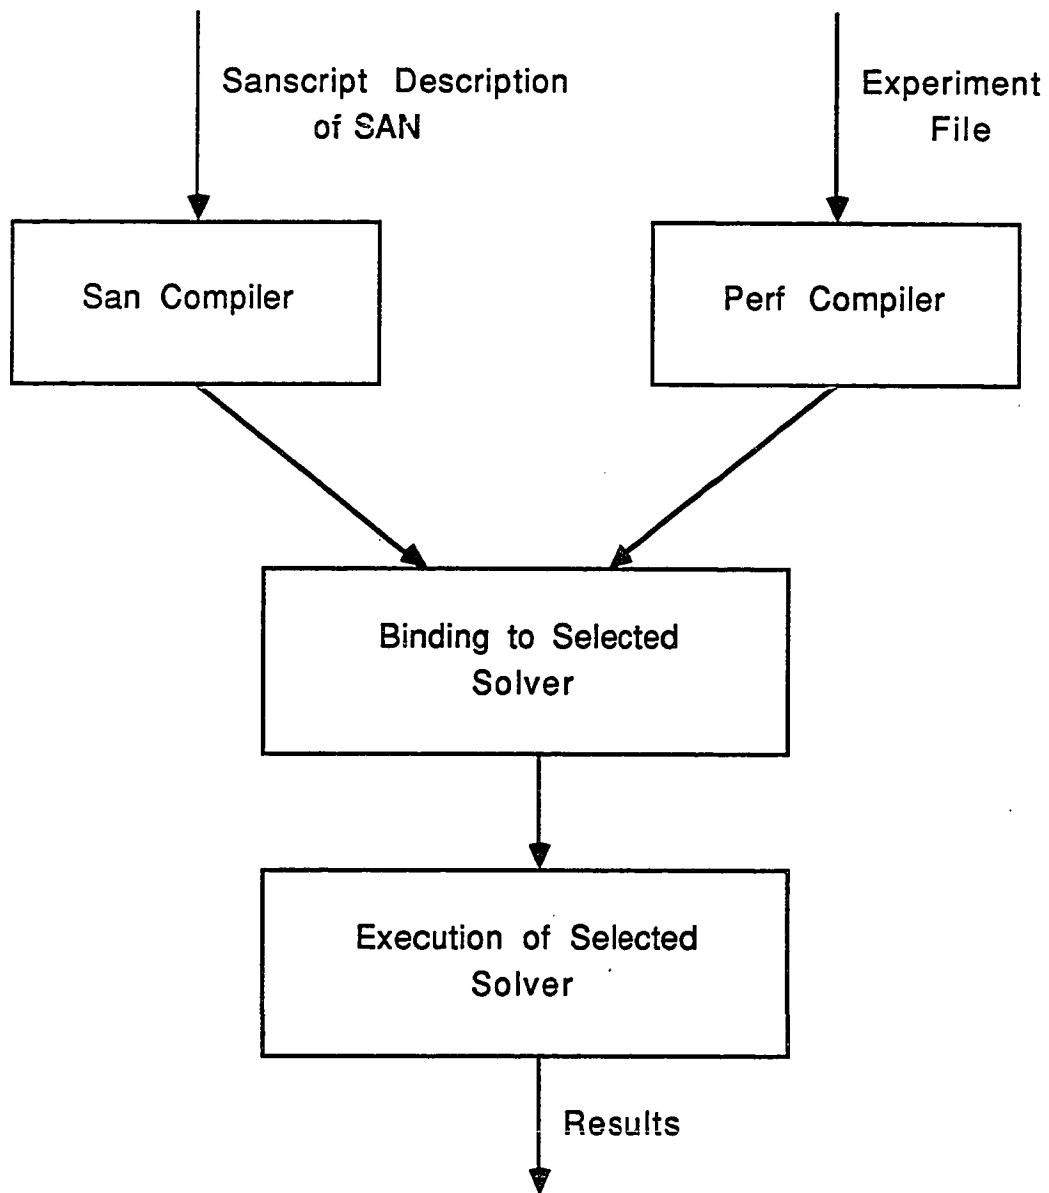 Sanscript Description
of SAN
Experiment
File
San Compiler
Perf Compiler
Binding to Selected
Solver
Execution of Selected
Solver
Results